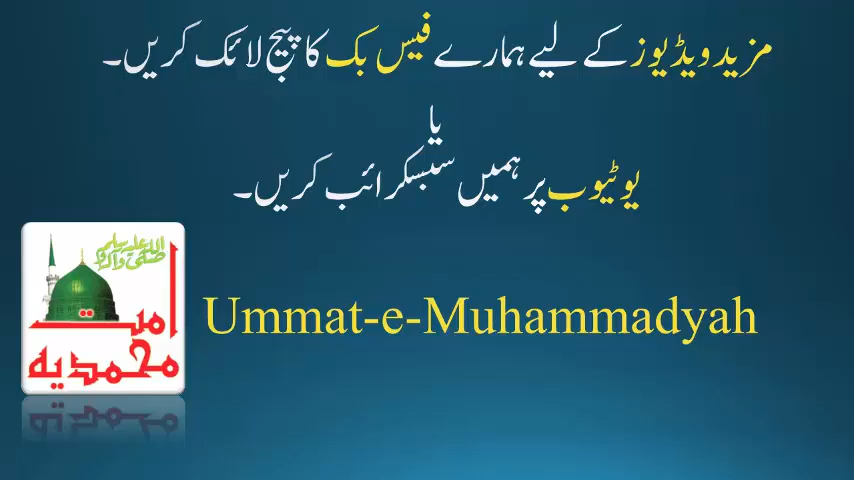 مزید ویڈیوز کے لیے ہمارے فیس بک کا پیج لائک کریں۔
یا
یوٹیوب پر ہمیں سبسکرائب کریں۔
صلی اللہ علیہ وآلہ وسلم
امت
محمدیہ
Ummat-e-Muhammadyah